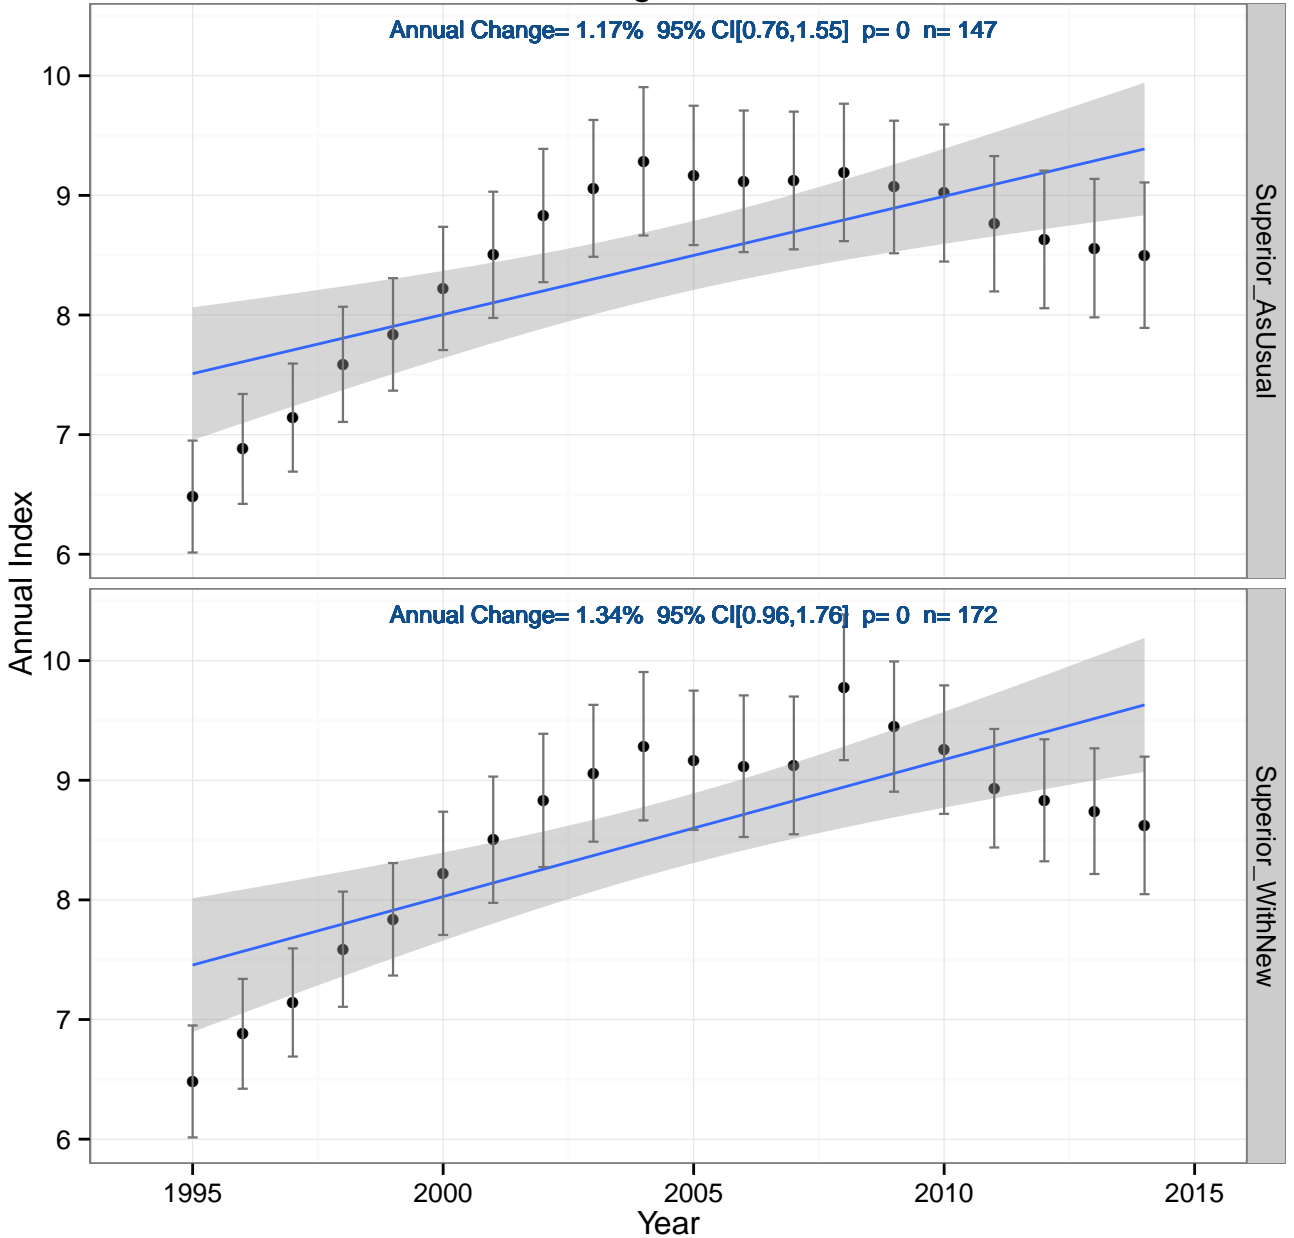 Annual Change= 1.17%  95% CI[0.76,1.55]  p= 0  n= 147
10
9
8
7
6
Superior_AsUsual
Annual Index
Annual Change= 1.34%  95% CI[0.96,1.76]  p= 0  n= 172
10
9
8
7
6
Superior_WithNew
1995 2000 2005 2010 2015
Year